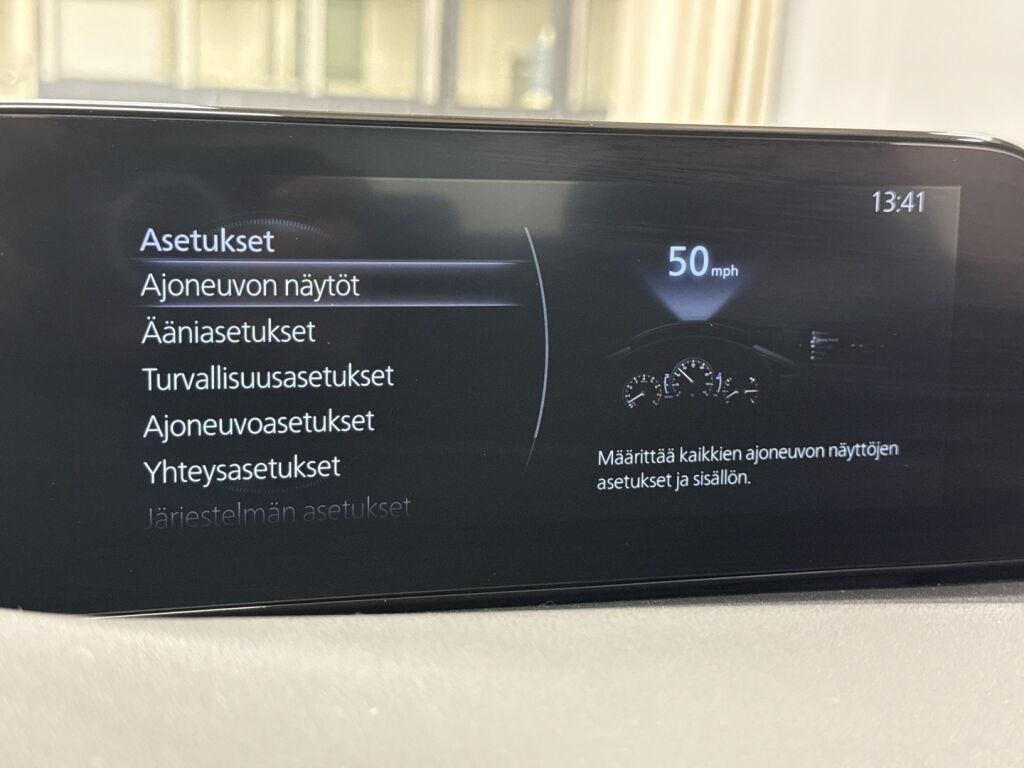 13:41
Asetukset
Ajoneuvon näytöt
Ääniasetukset
Turvallisuusasetukset
Ajoneuvoasetukset
Yhteysasetukset
Järjestelmän asetukset
50 mph
Määrittää kaikkien ajoneuvon näyttöjen
asetukset ja sisällön.